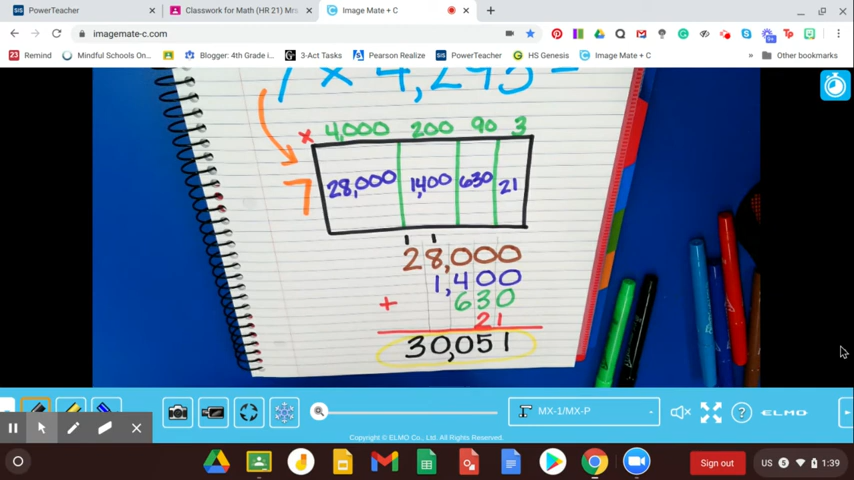 PowerTeacher
Classwork for Math (HR 21) Mrs
Image Mate + C
imagemate-c.com
23 Remind
Mindful Schools On...
Blogger: 4th Grade i...
3-Act Tasks
Pearson Realize
PowerTeacher
HS Genesis
Image Mate + C
Other bookmarks
7 × 4,293 =
× 4,000 200 90 3
7 28,000 1,400 630 21
1 1
28,000
1,400
+ 630
21
30,051
MX-1/MX-P
ELMO
Copyright © ELMO Co., Ltd. All Rights Reserved.
Sign out
US
1:39